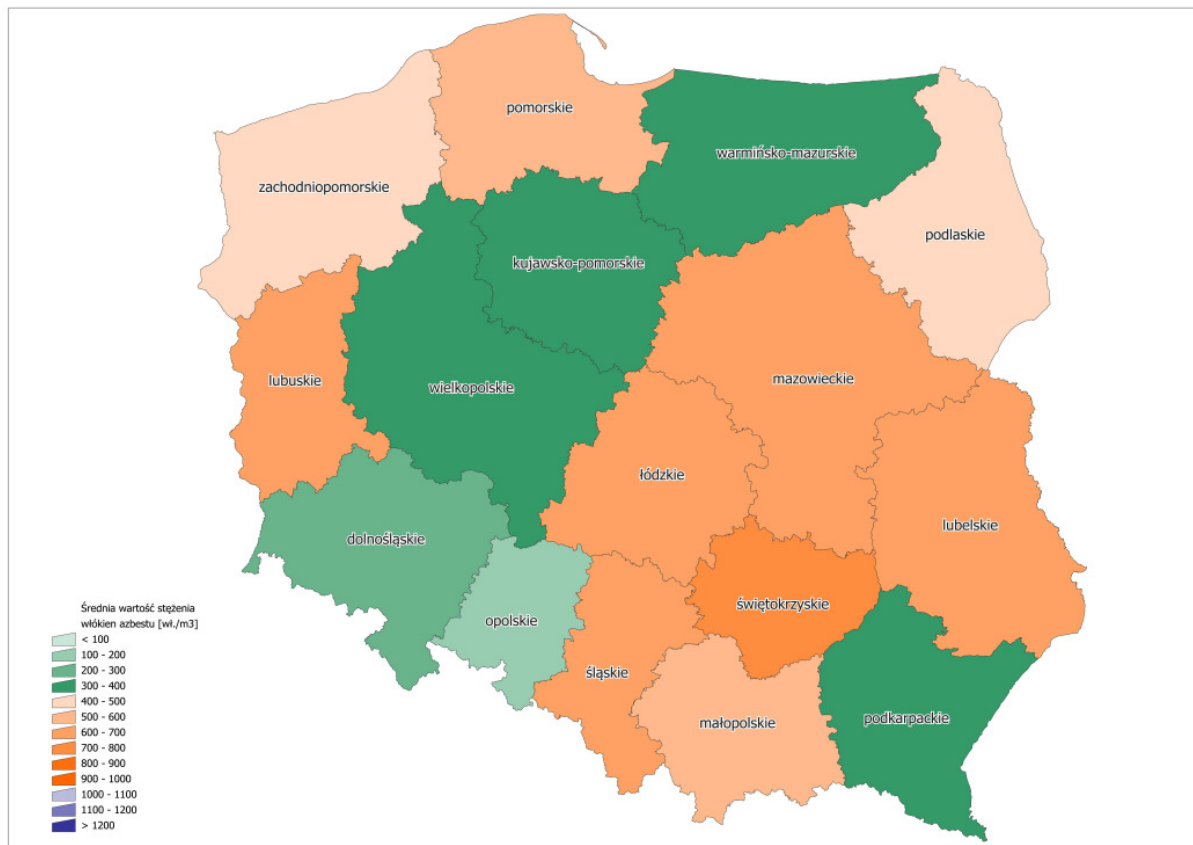 pomorskie
warmińsko-mazurskie
zachodniopomorskie
podlaskie
kujawsko-pomorskie
lubuskie
wielkopolskie
mazowieckie
łódzkie
lubelskie
dolnośląskie
opolskie
świętokrzyskie
śląskie
małopolskie
podkarpackie
Średnia wartość stężenia
włókien azbestu [wł./m3]
< 100
100 - 200
200 - 300
300 - 400
400 - 500
500 - 600
600 - 700
700 - 800
800 - 900
900 - 1000
1000 - 1100
1100 - 1200
> 1200